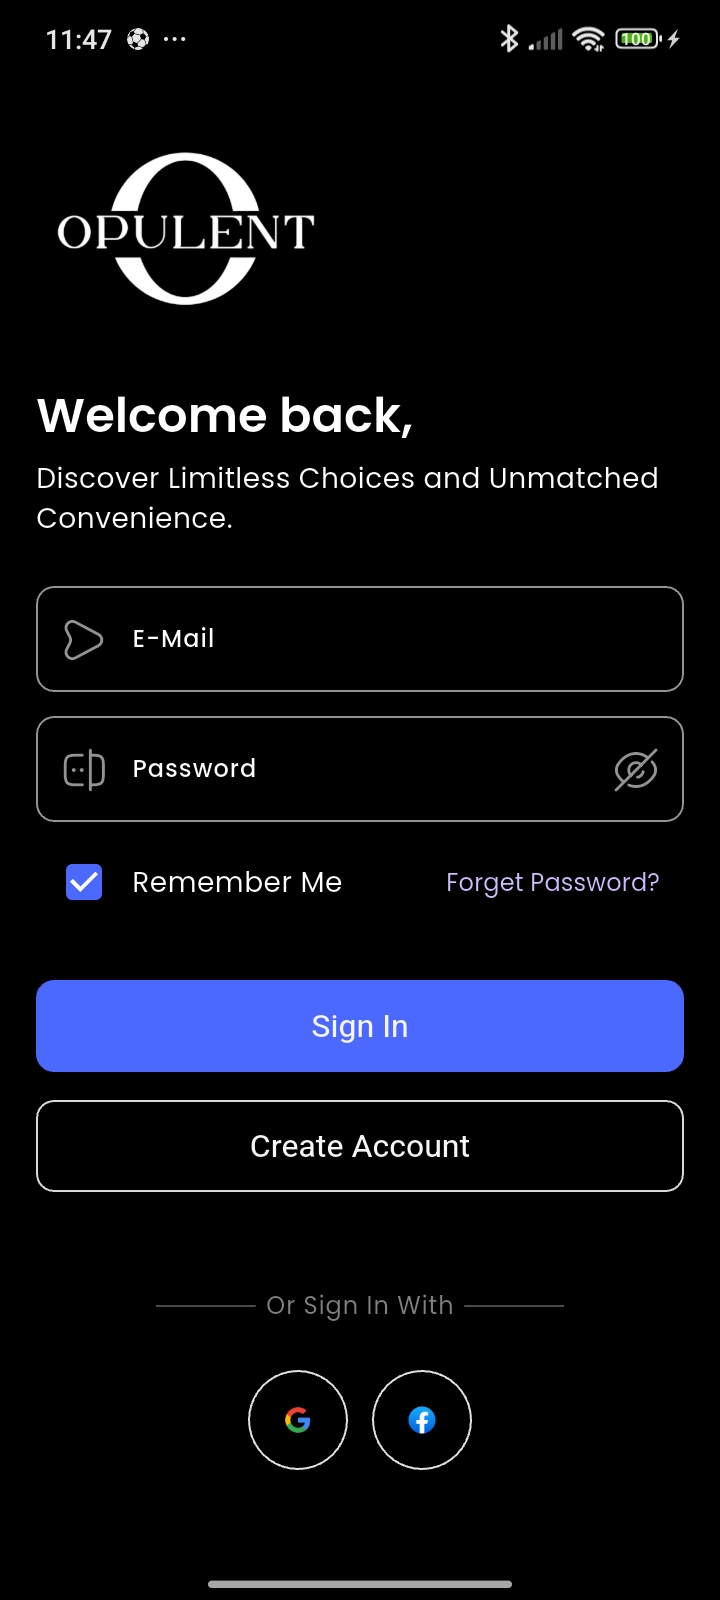 11:47
100
OPULENT
Welcome back,
Discover Limitless Choices and Unmatched
Convenience.
E-Mail
Password
Remember Me
Forget Password?
Sign In
Create Account
Or Sign In With